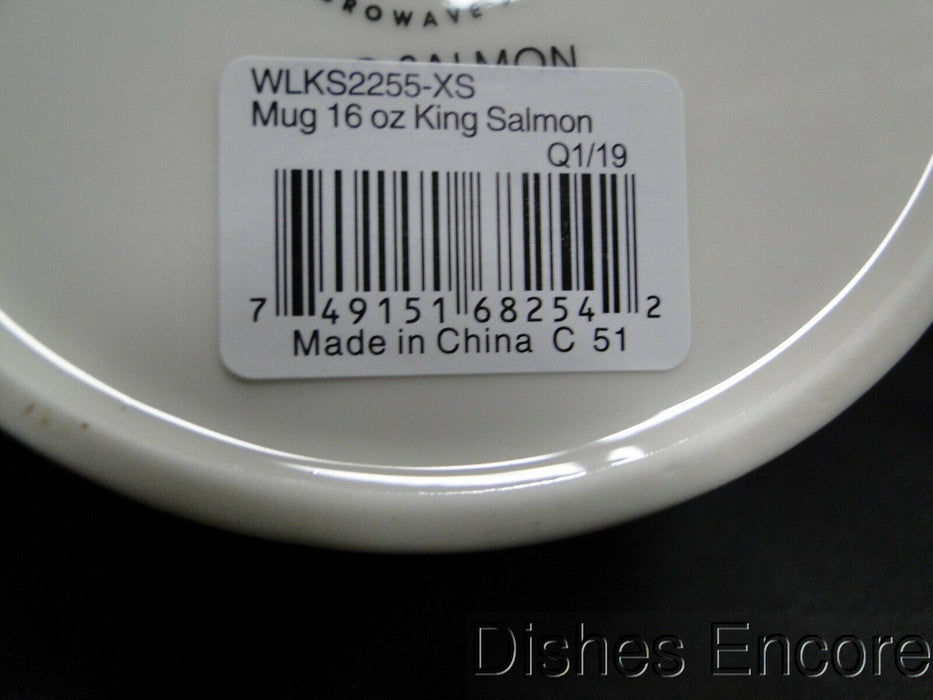 SALMON
WLKS2255-XS
Mug 16 oz King Salmon
Q1/19
7 49151 68254 2
Made in China C 51
Dishes Encore